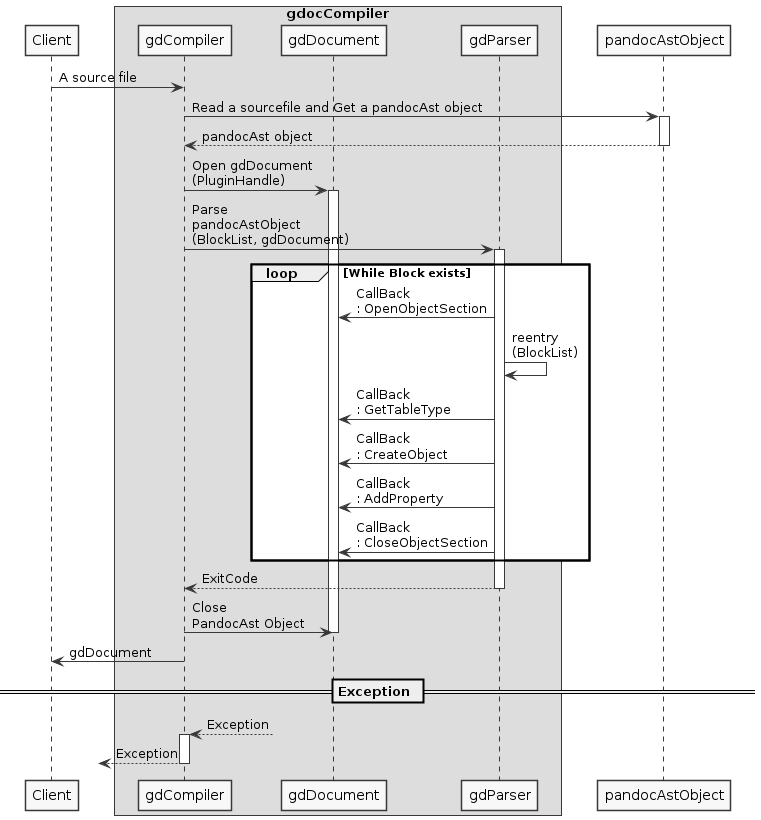 gdocCompiler
Client
gdCompiler
gdDocument
gdParser
pandocAstObject
A source file
Read a sourcefile and Get a pandocAst object
pandocAst object
Open gdDocument
(PluginHandle)
Parse
pandocAstObject
(BlockList, gdDocument)
loop
[While Block exists]
CallBack
: OpenObjectSection
reentry
(BlockList)
CallBack
: GetTableType
CallBack
: CreateObject
CallBack
: AddProperty
CallBack
: CloseObjectSection
ExitCode
Close
PandocAst Object
gdDocument
Exception
Exception
Exception
Client
gdCompiler
gdDocument
gdParser
pandocAstObject